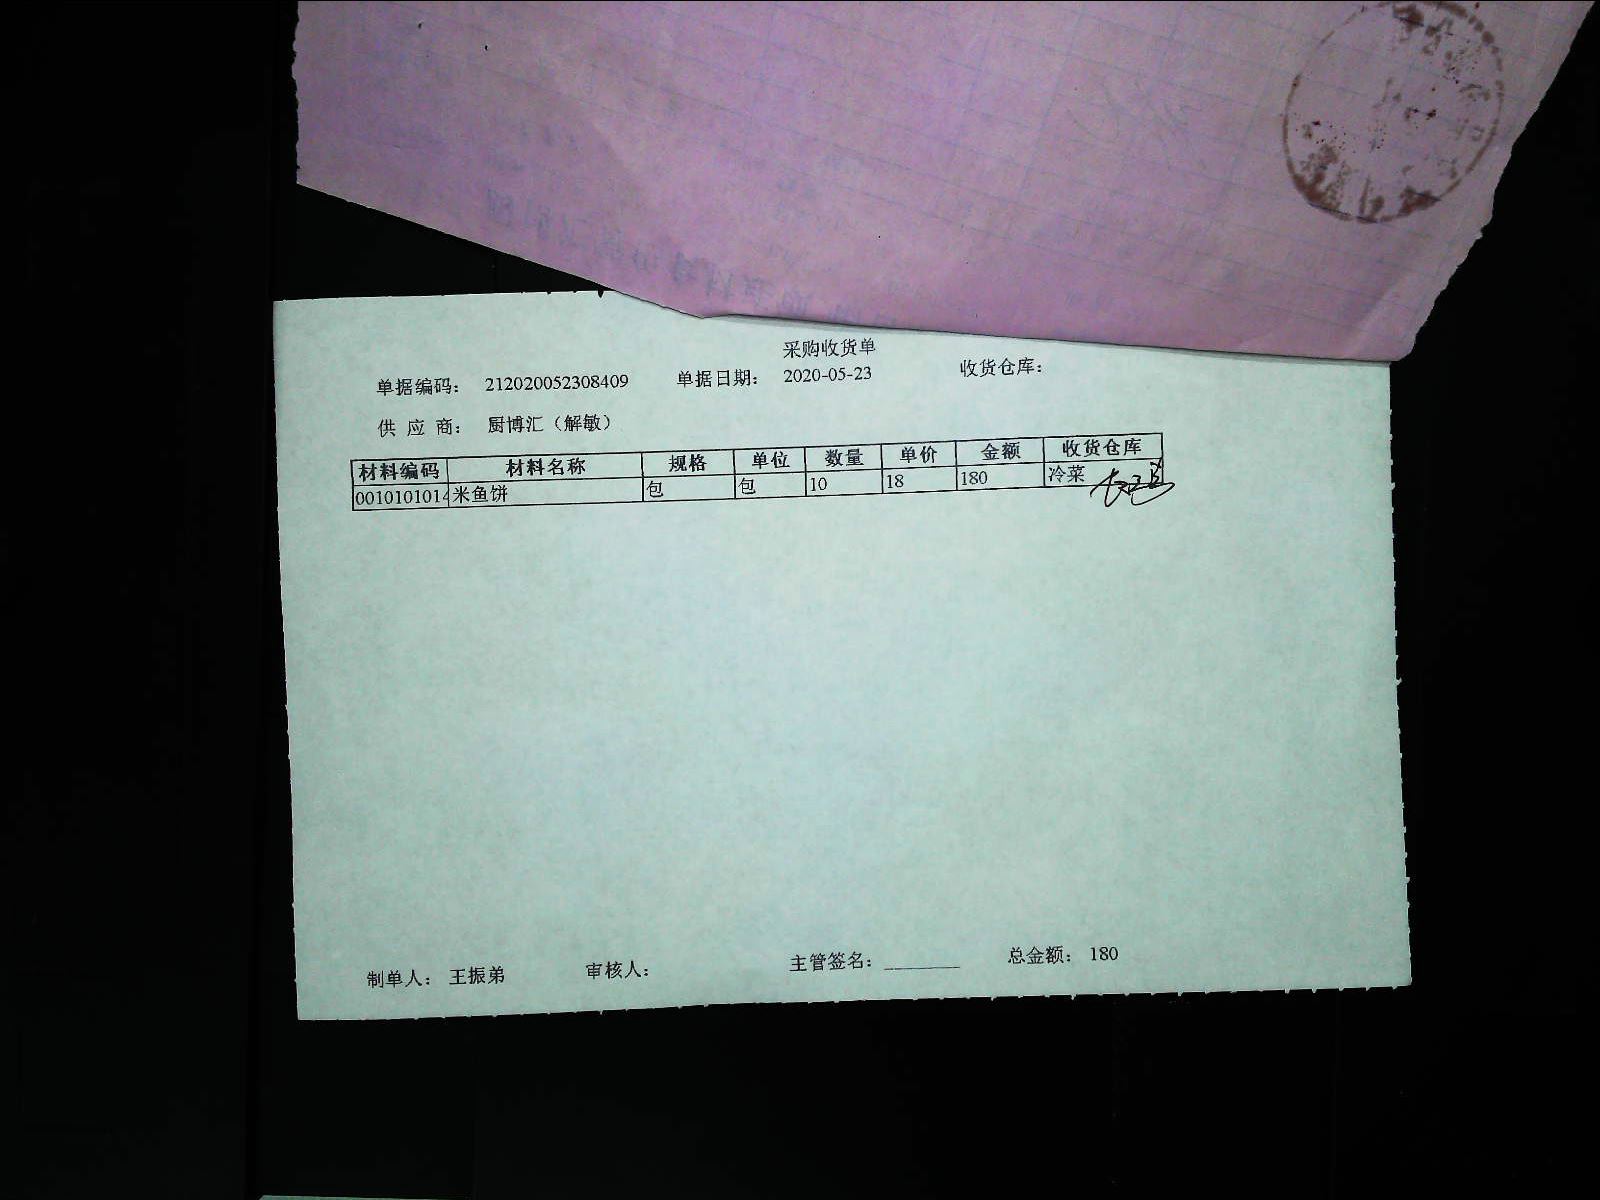 采购收货单
单据编码： 212020052308409 单据日期： 2020-05-23 收货仓库：
供 应 商： 厨博汇（解敏）
材料编码 材料名称 规格 单位 数量 单价 金额 收货仓库
0010101014 米鱼饼 包 包 10 18 180 冷菜
制单人： 王振弟 审核人： 主管签名： ________ 总金额： 180